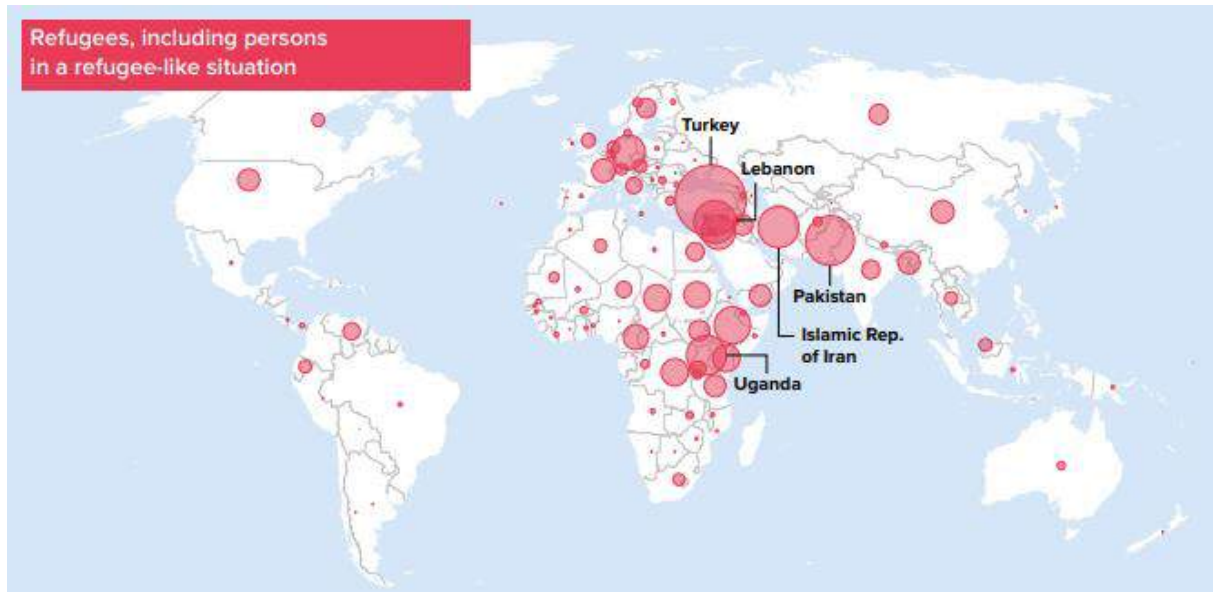 Refugees, including persons
in a refugee-like situation
Turkey
Lebanon
Pakistan
Islamic Rep.
of Iran
Uganda